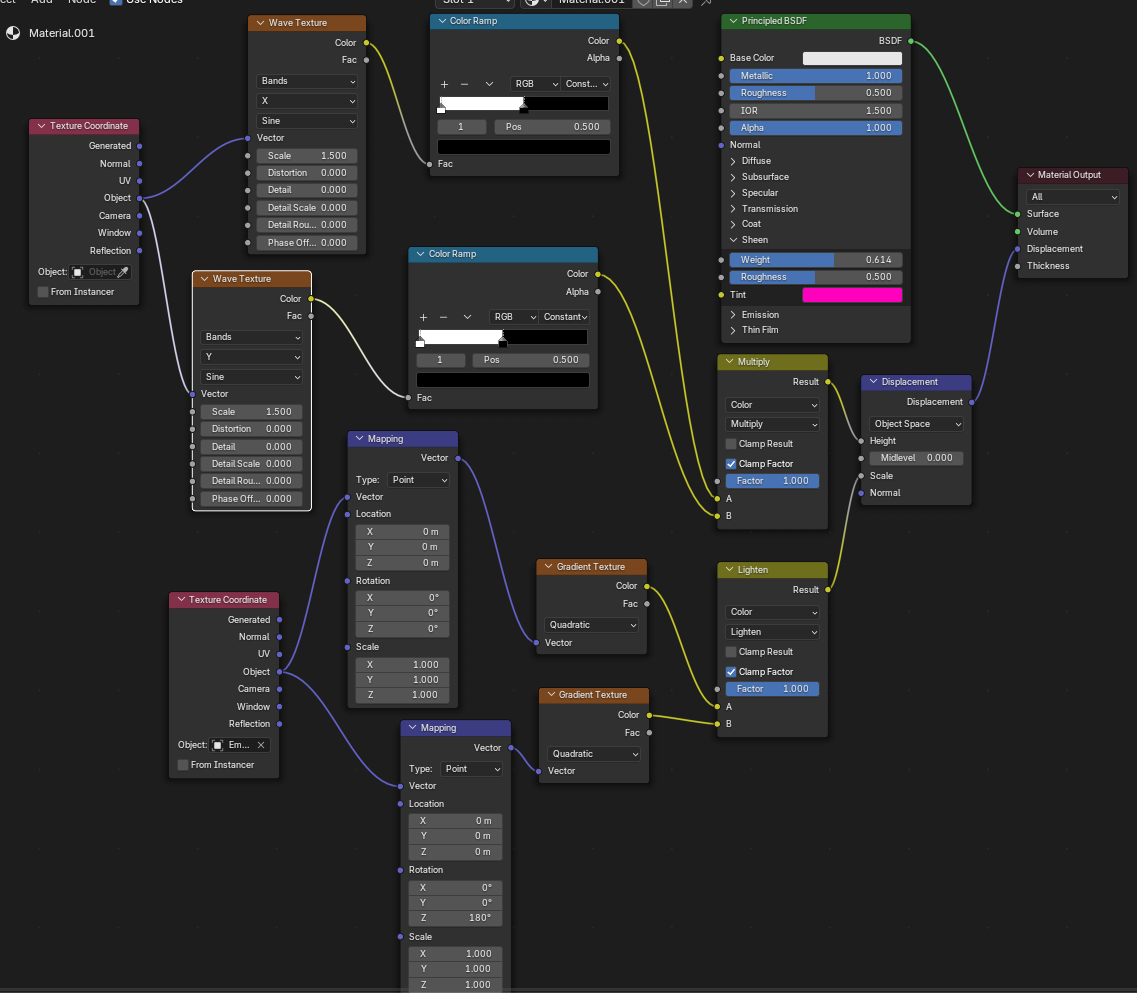 Add
Node
Use Nodes
Slot 1
Material.001
Material.001
Wave Texture
Color
Fac
Bands
X
Sine
Vector
Scale 1.500
Distortion 0.000
Detail 0.000
Detail Scale 0.000
Detail Rou... 0.000
Phase Off... 0.000
Color Ramp
Color
Alpha
RGB
Const...
1
Pos 0.500
Fac
Principled BSDF
BSDF
Base Color
Metallic 1.000
Roughness 0.500
IOR 1.500
Alpha 1.000
Normal
Diffuse
Subsurface
Specular
Transmission
Coat
Sheen
Weight 0.614
Roughness 0.500
Tint
Emission
Thin Film
Texture Coordinate
Generated
Normal
UV
Object
Camera
Window
Reflection
Object: Object
From Instancer
Material Output
All
Surface
Volume
Displacement
Thickness
Wave Texture
Color
Fac
Bands
Y
Sine
Vector
Scale 1.500
Distortion 0.000
Detail 0.000
Detail Scale 0.000
Detail Rou... 0.000
Phase Off... 0.000
Color Ramp
Color
Alpha
RGB
Constant
1
Pos 0.500
Fac
Multiply
Result
Color
Multiply
Clamp Result
Clamp Factor
Factor 1.000
A
B
Displacement
Displacement
Object Space
Height
Midlevel 0.000
Scale
Normal
Mapping
Vector
Type: Point
Vector
Location
X 0 m
Y 0 m
Z 0 m
Rotation
X 0°
Y 0°
Z 0°
Scale
X 1.000
Y 1.000
Z 1.000
Gradient Texture
Color
Fac
Quadratic
Vector
Lighten
Result
Color
Lighten
Clamp Result
Clamp Factor
Factor 1.000
A
B
Texture Coordinate
Generated
Normal
UV
Object
Camera
Window
Reflection
Object: Em...
From Instancer
Gradient Texture
Color
Fac
Quadratic
Vector
Mapping
Vector
Type: Point
Vector
Location
X 0 m
Y 0 m
Z 0 m
Rotation
X 0°
Y 0°
Z 180°
Scale
X 1.000
Y 1.000
Z 1.000